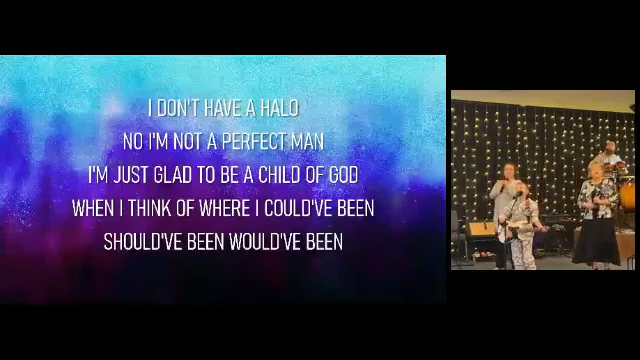 I DON'T HAVE A HALO
NO I'M NOT A PERFECT MAN
I'M JUST GLAD TO BE A CHILD OF GOD
WHEN I THINK OF WHERE I COULD'VE BEEN
SHOULD'VE BEEN WOULD'VE BEEN